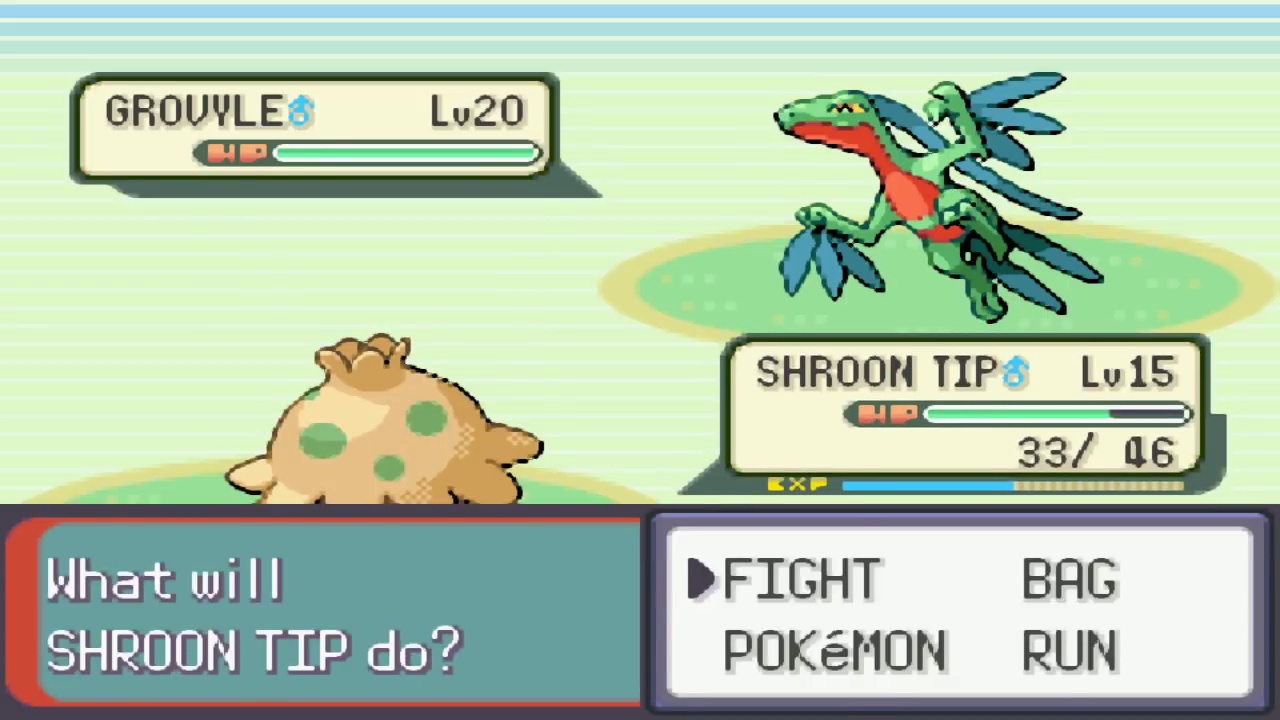 GROVYLE♂ Lv20
HP
SHROON TIP♂ Lv15
HP
33/ 46
EXP
What will
SHROON TIP do?
FIGHT BAG
POKéMON RUN